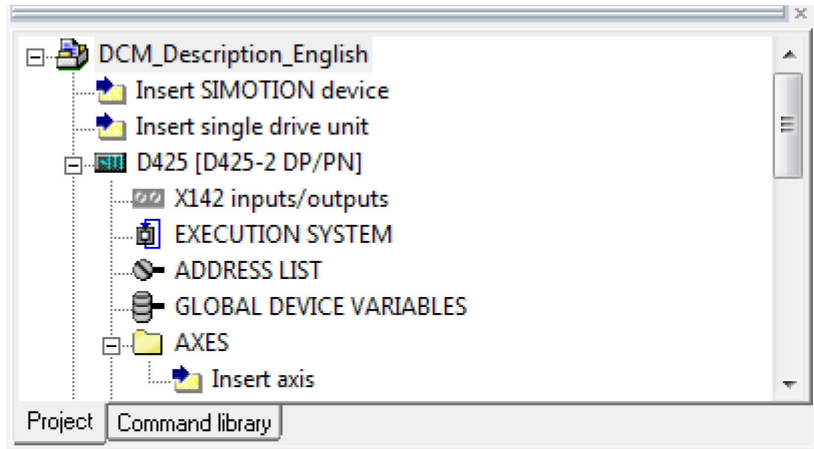 DCM_Description_English
Insert SIMOTION device
Insert single drive unit
D425 [D425-2 DP/PN]
X142 inputs/outputs
EXECUTION SYSTEM
ADDRESS LIST
GLOBAL DEVICE VARIABLES
AXES
Insert axis
Project Command library